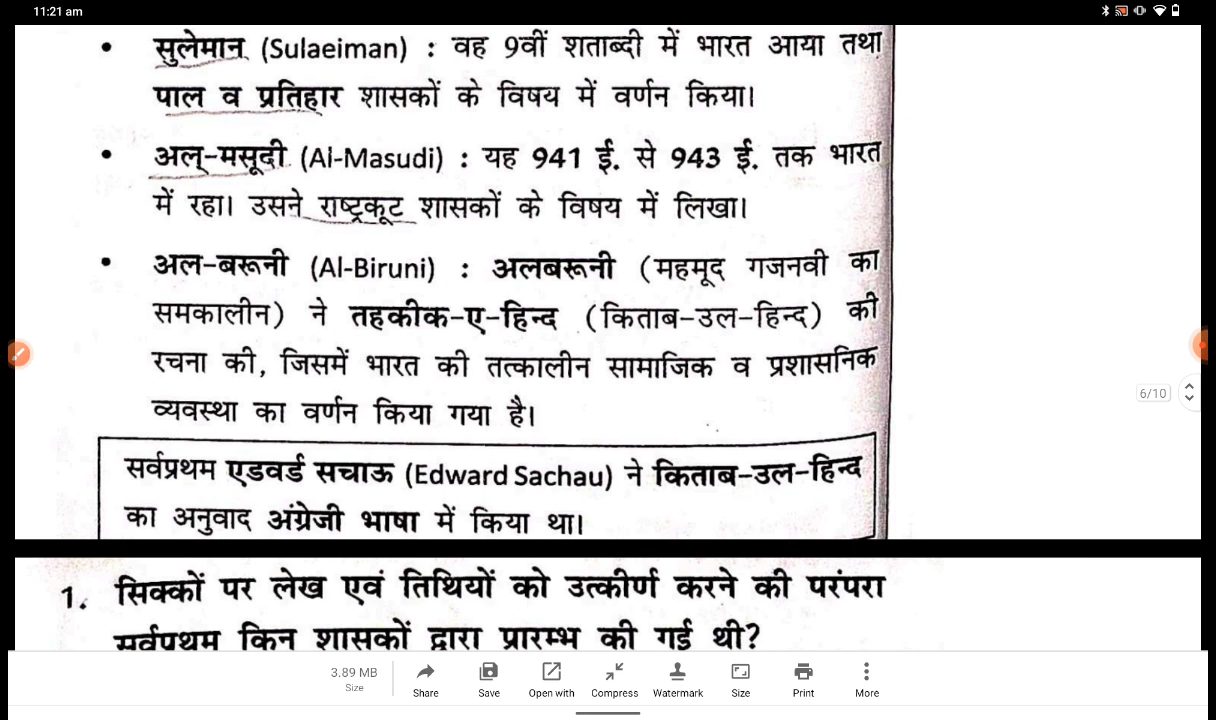 11:21 am
• सुलेमान (Sulaeiman) : वह 9वीं शताब्दी में भारत आया तथा
पाल व प्रतिहार शासकों के विषय में वर्णन किया।
• अल्-मसूदी (Al-Masudi) : यह 941 ई. से 943 ई. तक भारत
में रहा। उसने राष्ट्रकूट शासकों के विषय में लिखा।
• अल-बरूनी (Al-Biruni) : अलबरूनी (महमूद गजनवी का
समकालीन) ने तहकीक-ए-हिन्द (किताब-उल-हिन्द) की
रचना की, जिसमें भारत की तत्कालीन सामाजिक व प्रशासनिक
व्यवस्था का वर्णन किया गया है।
6/10
सर्वप्रथम एडवर्ड सचाऊ (Edward Sachau) ने किताब-उल-हिन्द
का अनुवाद अंग्रेजी भाषा में किया था।
1. सिक्कों पर लेख एवं तिथियों को उत्कीर्ण करने की परंपरा
सर्वप्रथम किन शासकों द्वारा प्रारम्भ की गई थी?
3.89 MB
Size
Share
Save
Open with
Compress
Watermark
Size
Print
More